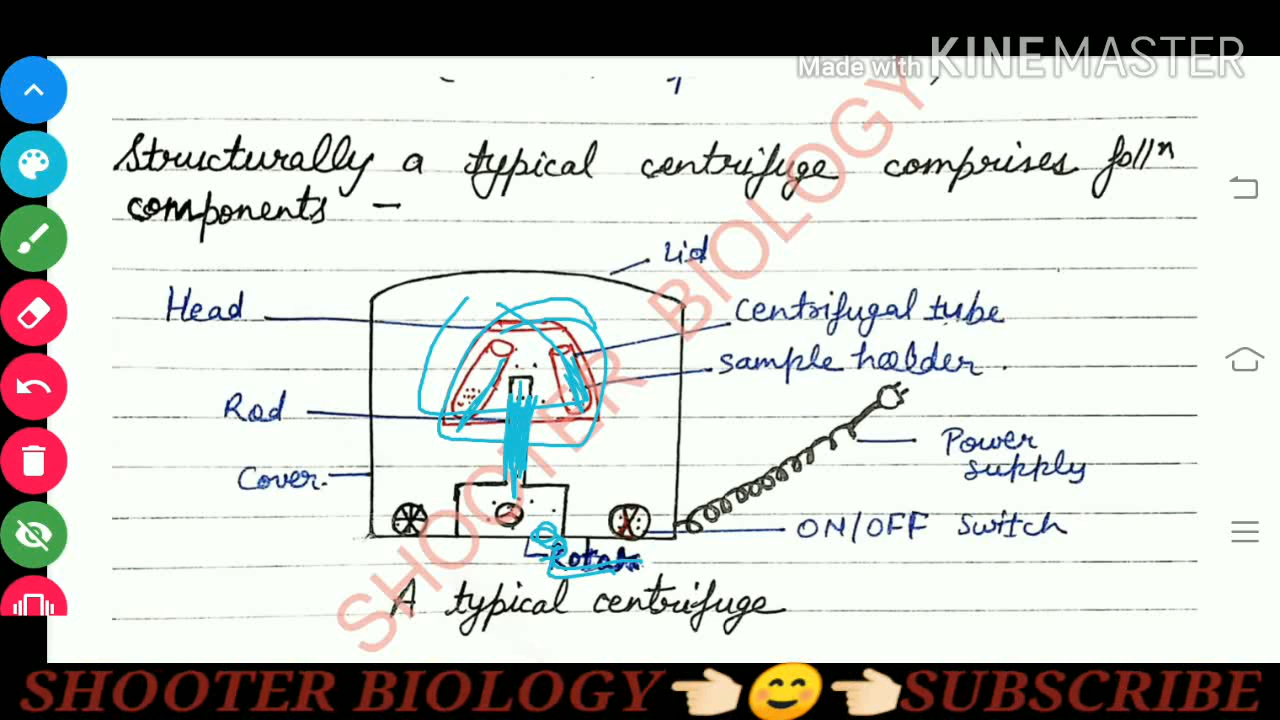 Made with KINEMASTER
Structurally a typical centrifuge comprises foll^n
components —
Lid
Head
centrifugal tube
sample holder
Rod
Power
supply
Cover
ON/OFF switch
Rotar
A typical centrifuge
SHOOTER BIOLOGY
SHOOTER BIOLOGY 👈🏻😊👈🏻SUBSCRIBE